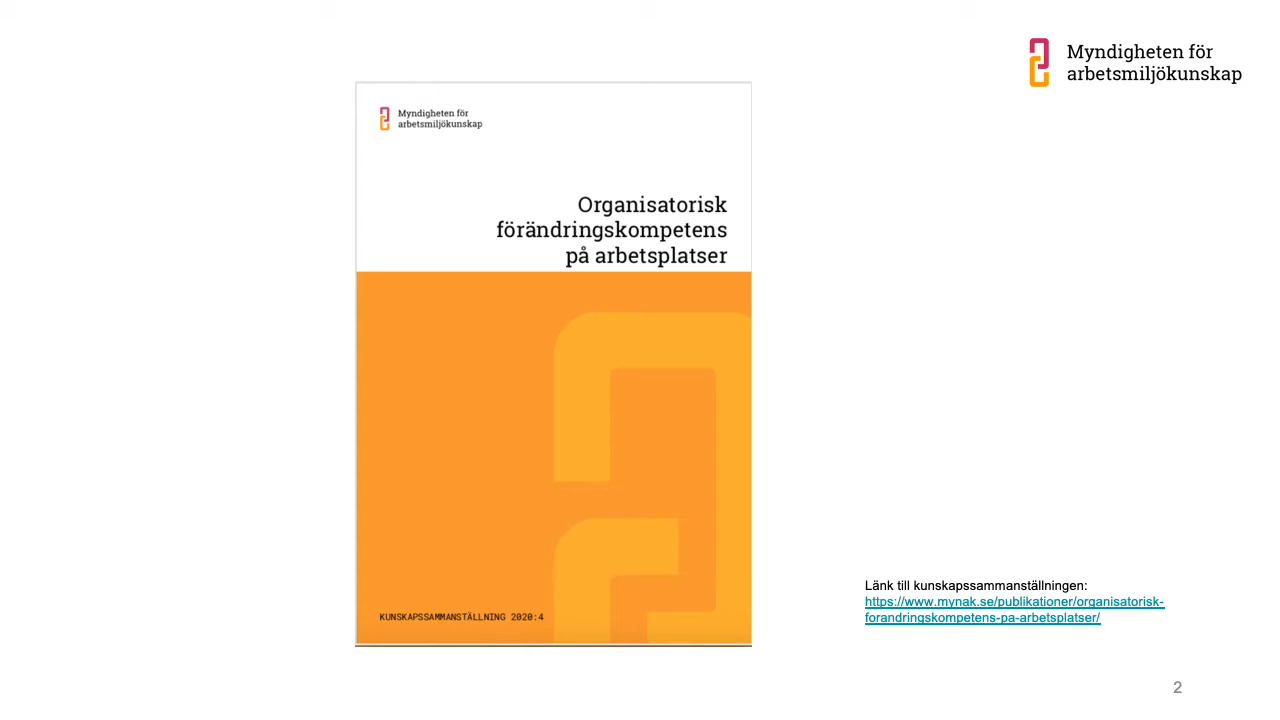 Myndigheten för
arbetsmiljökunskap
Myndigheten för
arbetsmiljökunskap
Organisatorisk
förändringskompetens
på arbetsplatser
KUNSKAPSSAMMANSTÄLLNING 2020:4
Länk till kunskapssammanställningen:
https://www.mynak.se/publikationer/organisatorisk-
forandringskompetens-pa-arbetsplatser/
2